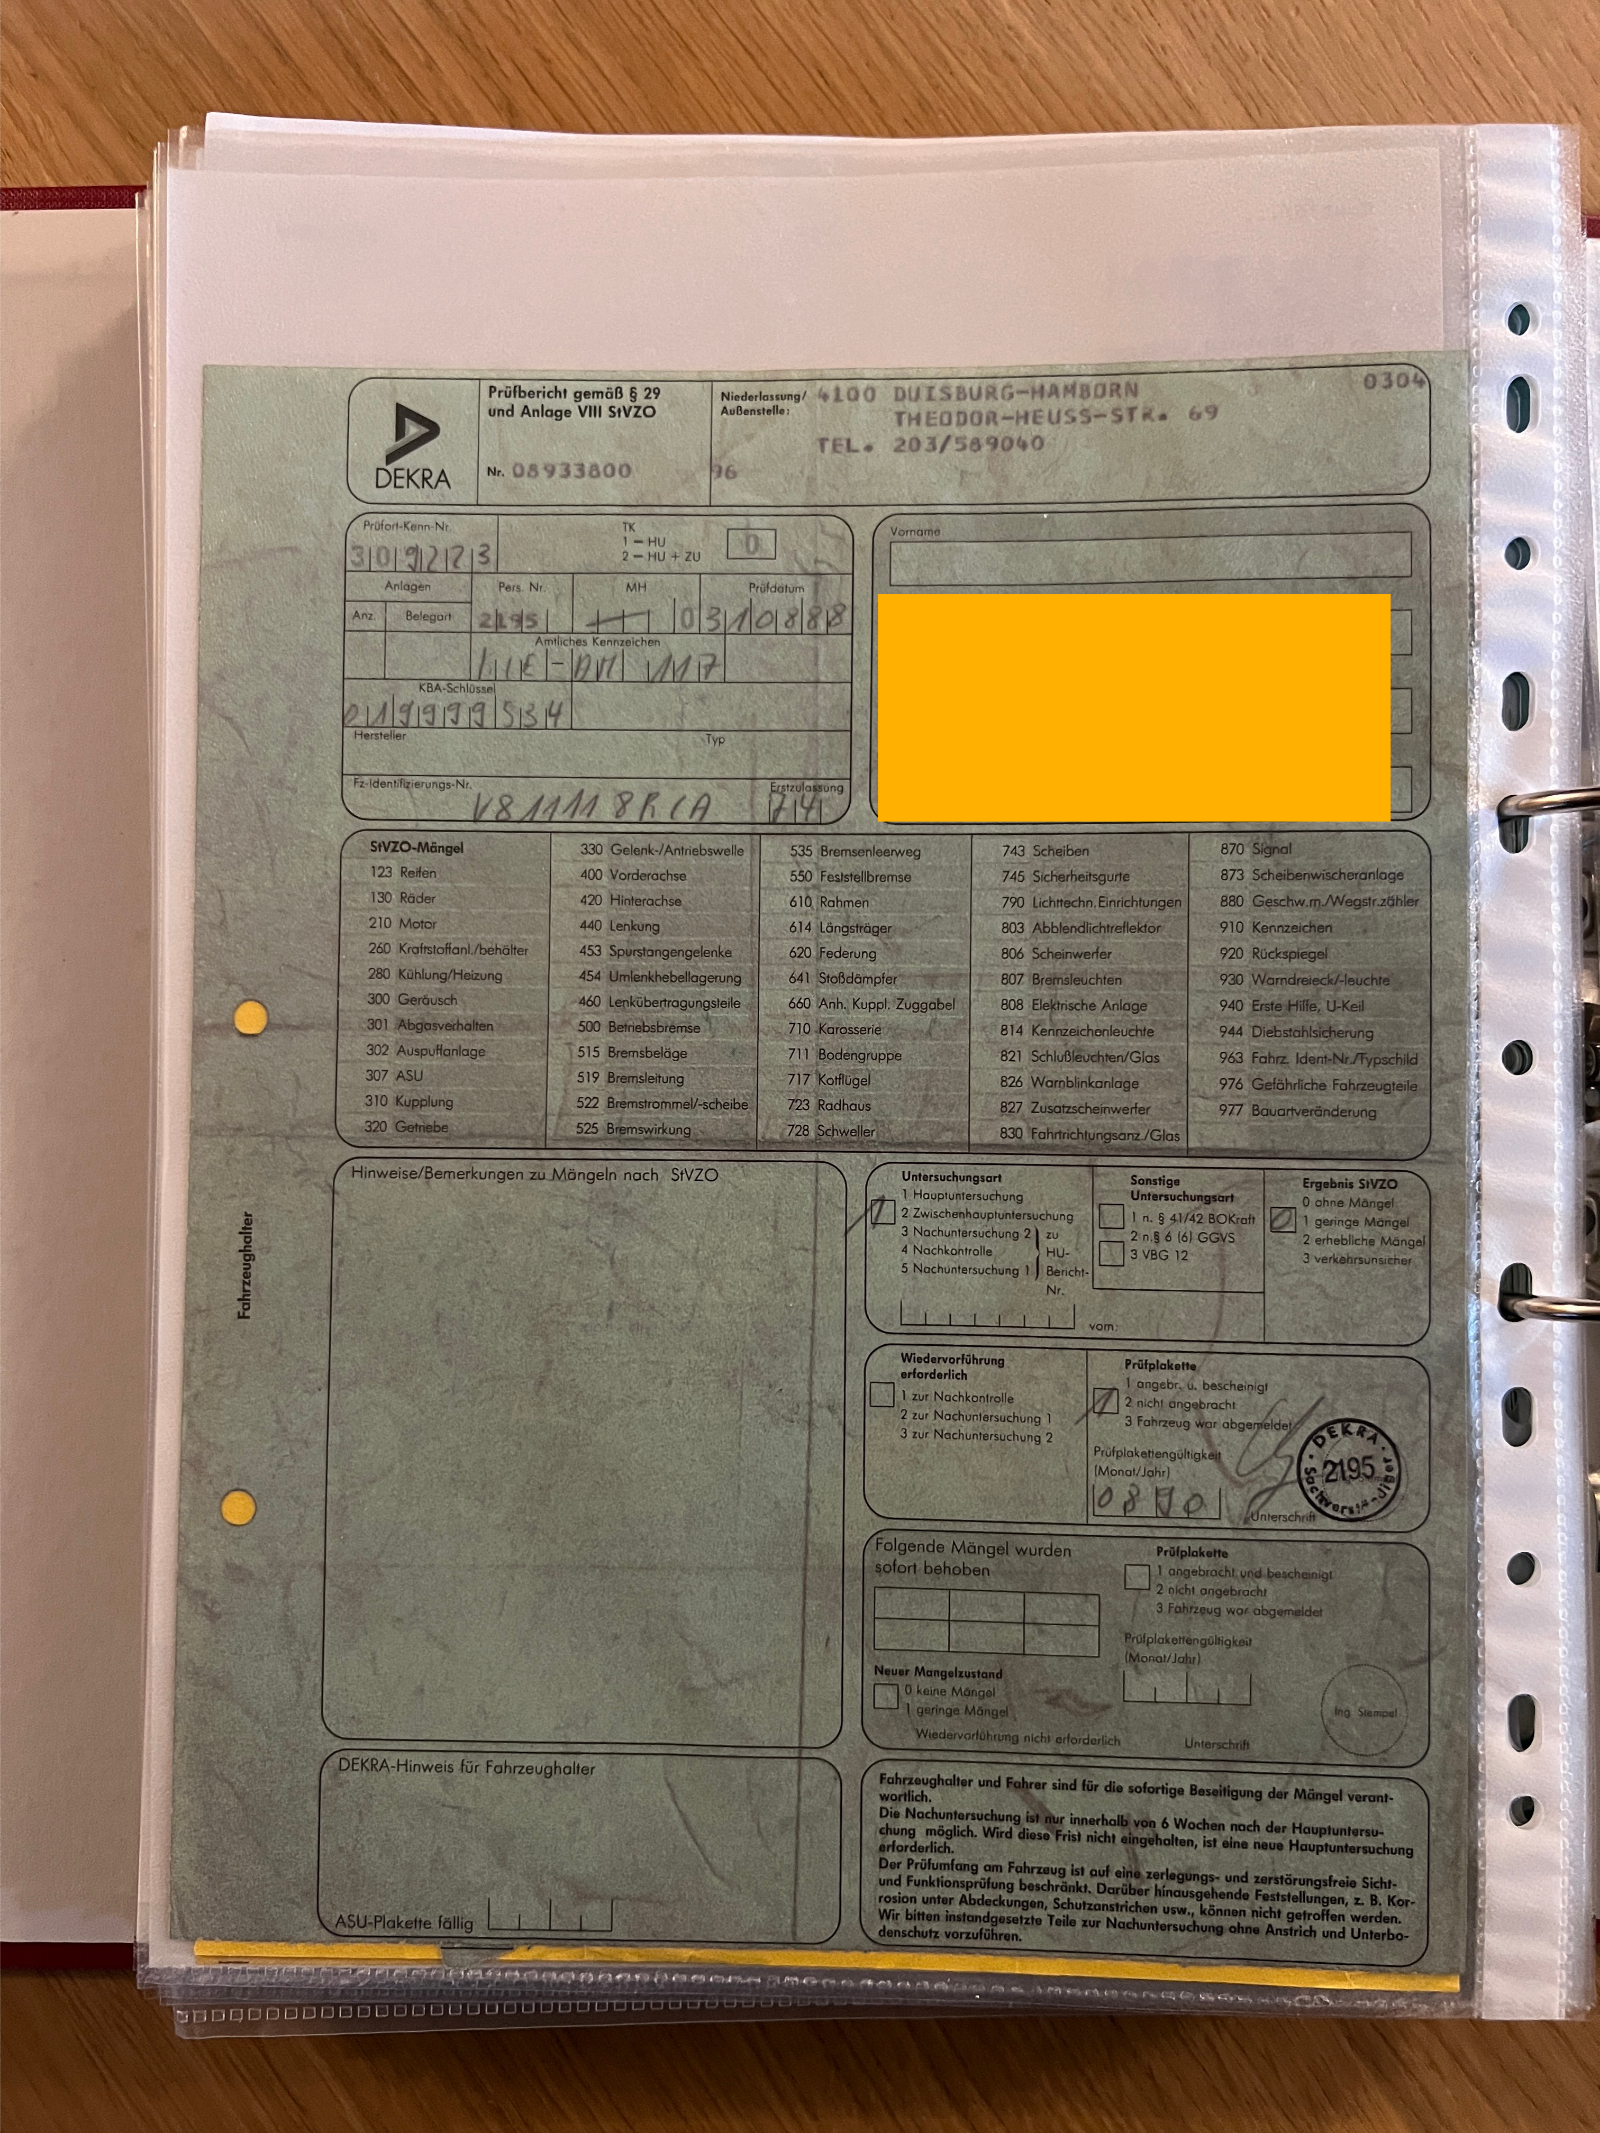 DEKRA
Prüfbericht gemäß § 29
und Anlage VIII StVZO
Nr. 08933800 96
Niederlassung/
Außenstelle:
4100 DUISBURG-HAMBORN
THEODOR-HEUSS-STR. 69
TEL. 203/589040
0304
Prüfort-Kenn-Nr.
3092223
TK
1 – HU
2 – HU + ZU
0
Anlagen
Anz. Belegart
Pers. Nr.
2195
MH
Prüfdatum
031088
Amtliches Kennzeichen
117
KBA-Schlüssel
019999534
Hersteller
Typ
Fz-Identifizierungs-Nr.
V81118RCA
Erstzulassung
74
Vorname
StVZO-Mängel
123 Reifen
130 Räder
210 Motor
260 Kraftstoffanl./behälter
280 Kühlung/Heizung
300 Geräusch
301 Abgasverhalten
302 Auspuffanlage
307 ASU
310 Kupplung
320 Getriebe
330 Gelenk-/Antriebswelle
400 Vorderachse
420 Hinterachse
440 Lenkung
453 Spurstangengelenke
454 Umlenkhebellagerung
460 Lenkübertragungsteile
500 Betriebsbremse
515 Bremsbeläge
519 Bremsleitung
522 Bremstrommel/-scheibe
525 Bremswirkung
535 Bremsenleerweg
550 Feststellbremse
610 Rahmen
614 Längsträger
620 Federung
641 Stoßdämpfer
660 Anh. Kuppl. Zuggabel
710 Karosserie
711 Bodengruppe
717 Kotflügel
723 Radhaus
728 Schweller
743 Scheiben
745 Sicherheitsgurte
790 Lichttechn. Einrichtungen
803 Abblendlichtreflektor
806 Scheinwerfer
807 Bremsleuchten
808 Elektrische Anlage
814 Kennzeichenleuchte
821 Schlußleuchten/Glas
826 Warnblinkanlage
827 Zusatzscheinwerfer
830 Fahrtrichtungsanz./Glas
870 Signal
873 Scheibenwischeranlage
880 Geschw.m./Wegstr.zähler
910 Kennzeichen
920 Rückspiegel
930 Warndreieck/-leuchte
940 Erste Hilfe, U-Keil
944 Diebstahlsicherung
963 Fahrz. Ident-Nr./Typschild
976 Gefährliche Fahrzeugteile
977 Bauartveränderung
Fahrzeughalter
Hinweise/Bemerkungen zu Mängeln nach StVZO
Untersuchungsart
1 Hauptuntersuchung
2 Zwischenhauptuntersuchung
3 Nachuntersuchung 2
4 Nachkontrolle
5 Nachuntersuchung 1
zu
HU-
Bericht-
Nr.
vom:
1
Sonstige
Untersuchungsart
1 n. § 41/42 BOKraft
2 n.§ 6 (6) GGVS
3 VBG 12
Ergebnis StVZO
0 ohne Mängel
1 geringe Mängel
2 erhebliche Mängel
3 verkehrsunsicher
0
Wiedervorführung
erforderlich
1 zur Nachkontrolle
2 zur Nachuntersuchung 1
3 zur Nachuntersuchung 2
Prüfplakette
1 angebr. u. bescheinigt
2 nicht angebracht
3 Fahrzeug war abgemeldet
1
Prüfplakettengültigkeit
(Monat/Jahr)
0890
Unterschrift
DEKRA
2195
Folgende Mängel wurden
sofort behoben
Prüfplakette
1 angebracht und bescheinigt
2 nicht angebracht
3 Fahrzeug war abgemeldet
Prüfplakettengültigkeit
(Monat/Jahr)
Neuer Mangelzustand
0 keine Mängel
1 geringe Mängel
Wiedervorführung nicht erforderlich
Unterschrift
Ing. Stempel
DEKRA-Hinweis für Fahrzeughalter
ASU-Plakette fällig
Fahrzeughalter und Fahrer sind für die sofortige Beseitigung der Mängel verant-
wortlich.
Die Nachuntersuchung ist nur innerhalb von 6 Wochen nach der Hauptuntersu-
chung möglich. Wird diese Frist nicht eingehalten, ist eine neue Hauptuntersuchung
erforderlich.
Der Prüfumfang am Fahrzeug ist auf eine zerlegungs- und zerstörungsfreie Sicht-
und Funktionsprüfung beschränkt. Darüber hinausgehende Feststellungen, z. B. Kor-
rosion unter Abdeckungen, Schutzanstrichen usw., können nicht getroffen werden.
Wir bitten instandgesetzte Teile zur Nachuntersuchung ohne Anstrich und Unterbo-
denschutz vorzuführen.